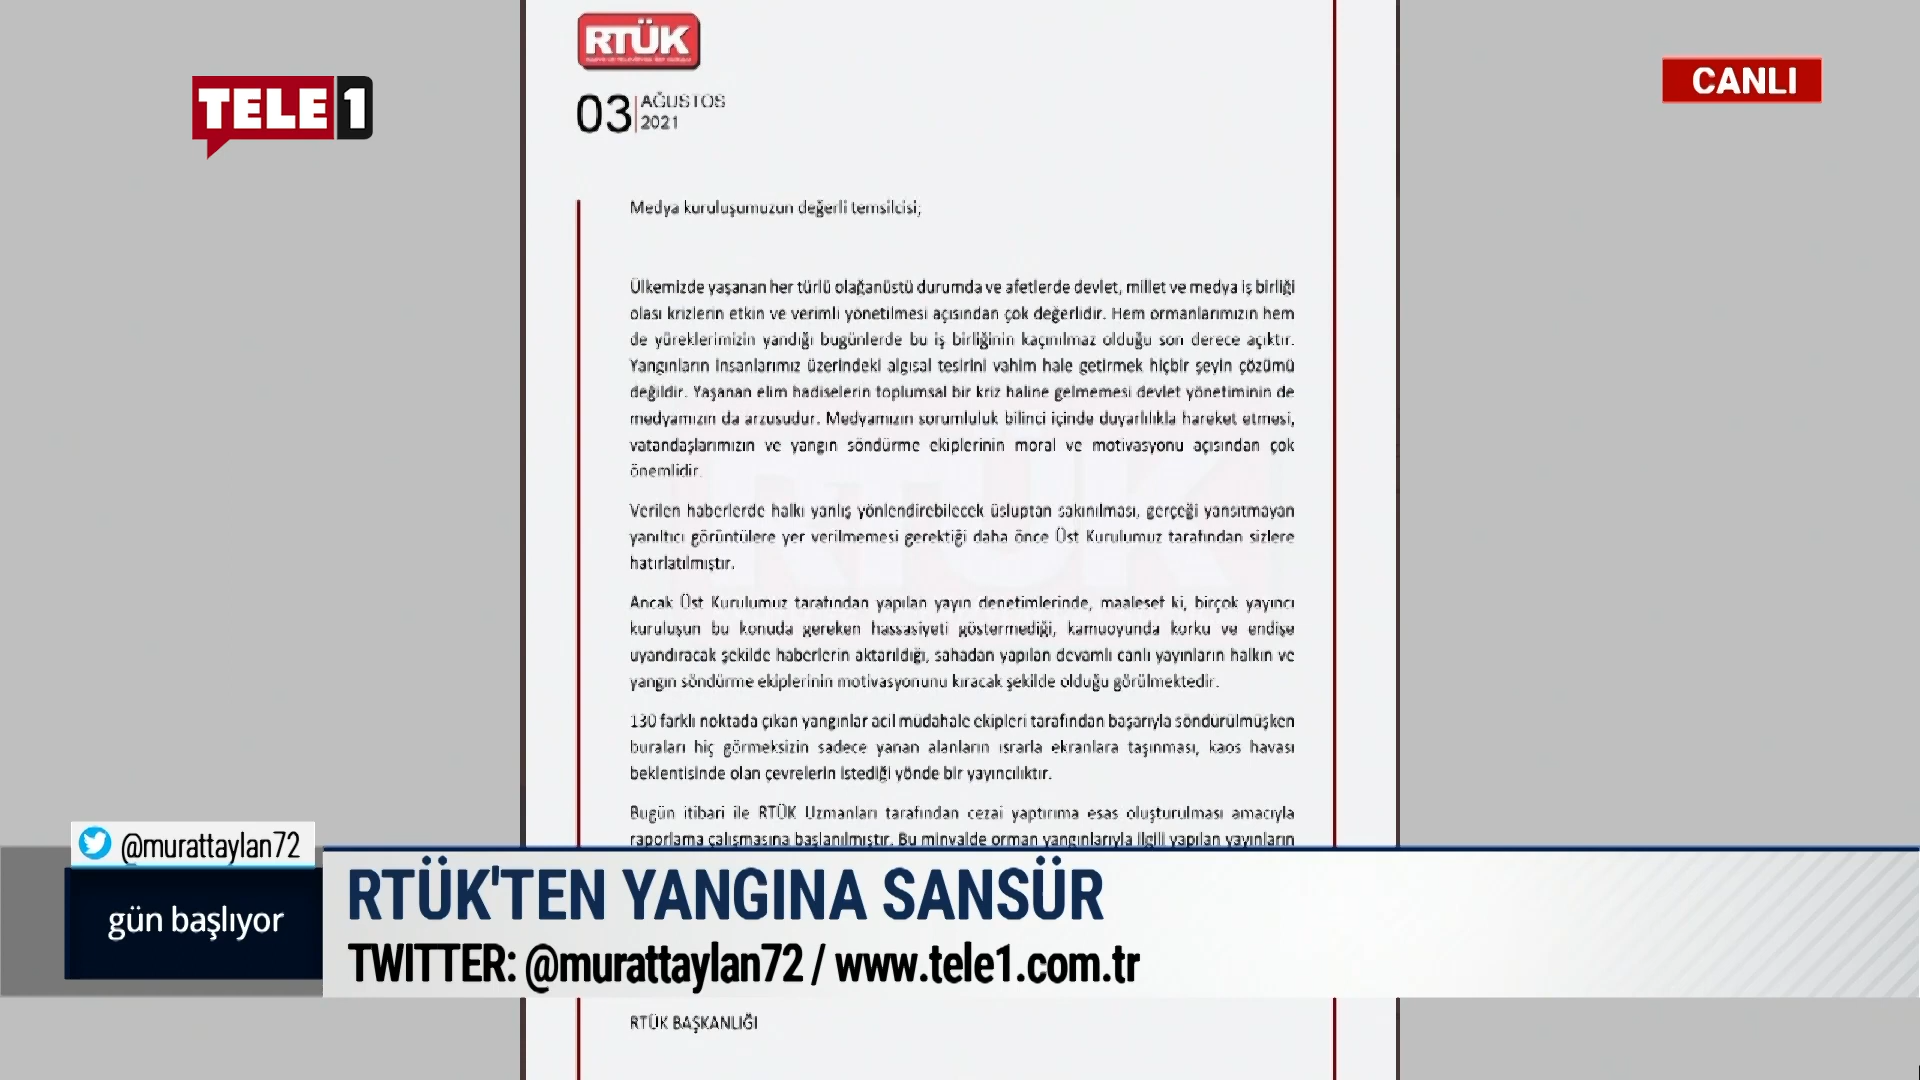 RTÜK
TELE1
CANLI
03 AĞUSTOS
2021
Medya kuruluşumuzun değerli temsilcisi;
Ülkemizde yaşanan her türlü olağanüstü durumda ve afetlerde devlet, millet ve medya iş birliği
olası krizlerin etkin ve verimli yönetilmesi açısından çok değerlidir. Hem ormanlarımızın hem
de yüreklerimizin yandığı bugünlerde bu iş birliğinin kaçınılmaz olduğu son derece açıktır.
Yangınların insanlarımız üzerindeki algısal tesirini vahim hale getirmek hiçbir şeyin çözümü
değildir. Yaşanan elim hadiselerin toplumsal bir kriz haline gelmemesi devlet yönetiminin de
medyamızın da arzusudur. Medyamızın sorumluluk bilinci içinde duyarlılıkla hareket etmesi,
vatandaşlarımızın ve yangın söndürme ekiplerinin moral ve motivasyonu açısından çok
önemlidir.
Verilen haberlerde halkı yanlış yönlendirebilecek üsluptan sakınılması, gerçeği yansıtmayan
yanıltıcı görüntülere yer verilmemesi gerektiği daha önce Üst Kurulumuz tarafından sizlere
hatırlatılmıştır.
Ancak Üst Kurulumuz tarafından yapılan yayın denetimlerinde, maalesef ki, birçok yayıncı
kuruluşun bu konuda gereken hassasiyeti göstermediği, kamuoyunda korku ve endişe
uyandıracak şekilde haberlerin aktarıldığı, sahadan yapılan devamlı canlı yayınların halkın ve
yangın söndürme ekiplerinin motivasyonunu kıracak şekilde olduğu görülmektedir.
130 farklı noktada çıkan yangınlar acil müdahale ekipleri tarafından başarıyla söndürülmüşken
buraları hiç görmeksizin sadece yanan alanların ısrarla ekranlara taşınması, kaos havası
beklentisinde olan çevrelerin istediği yönde bir yayıncılıktır.
Bugün itibari ile RTÜK Uzmanları tarafından cezai yaptırıma esas oluşturulması amacıyla
raporlama çalışmasına başlanılmıştır. Bu minvalde orman yangınlarıyla ilgili yapılan yayınların
@murattaylan72
gün başlıyor
RTÜK'TEN YANGINA SANSÜR
TWITTER: @murattaylan72 / www.tele1.com.tr
RTÜK BAŞKANLIĞI